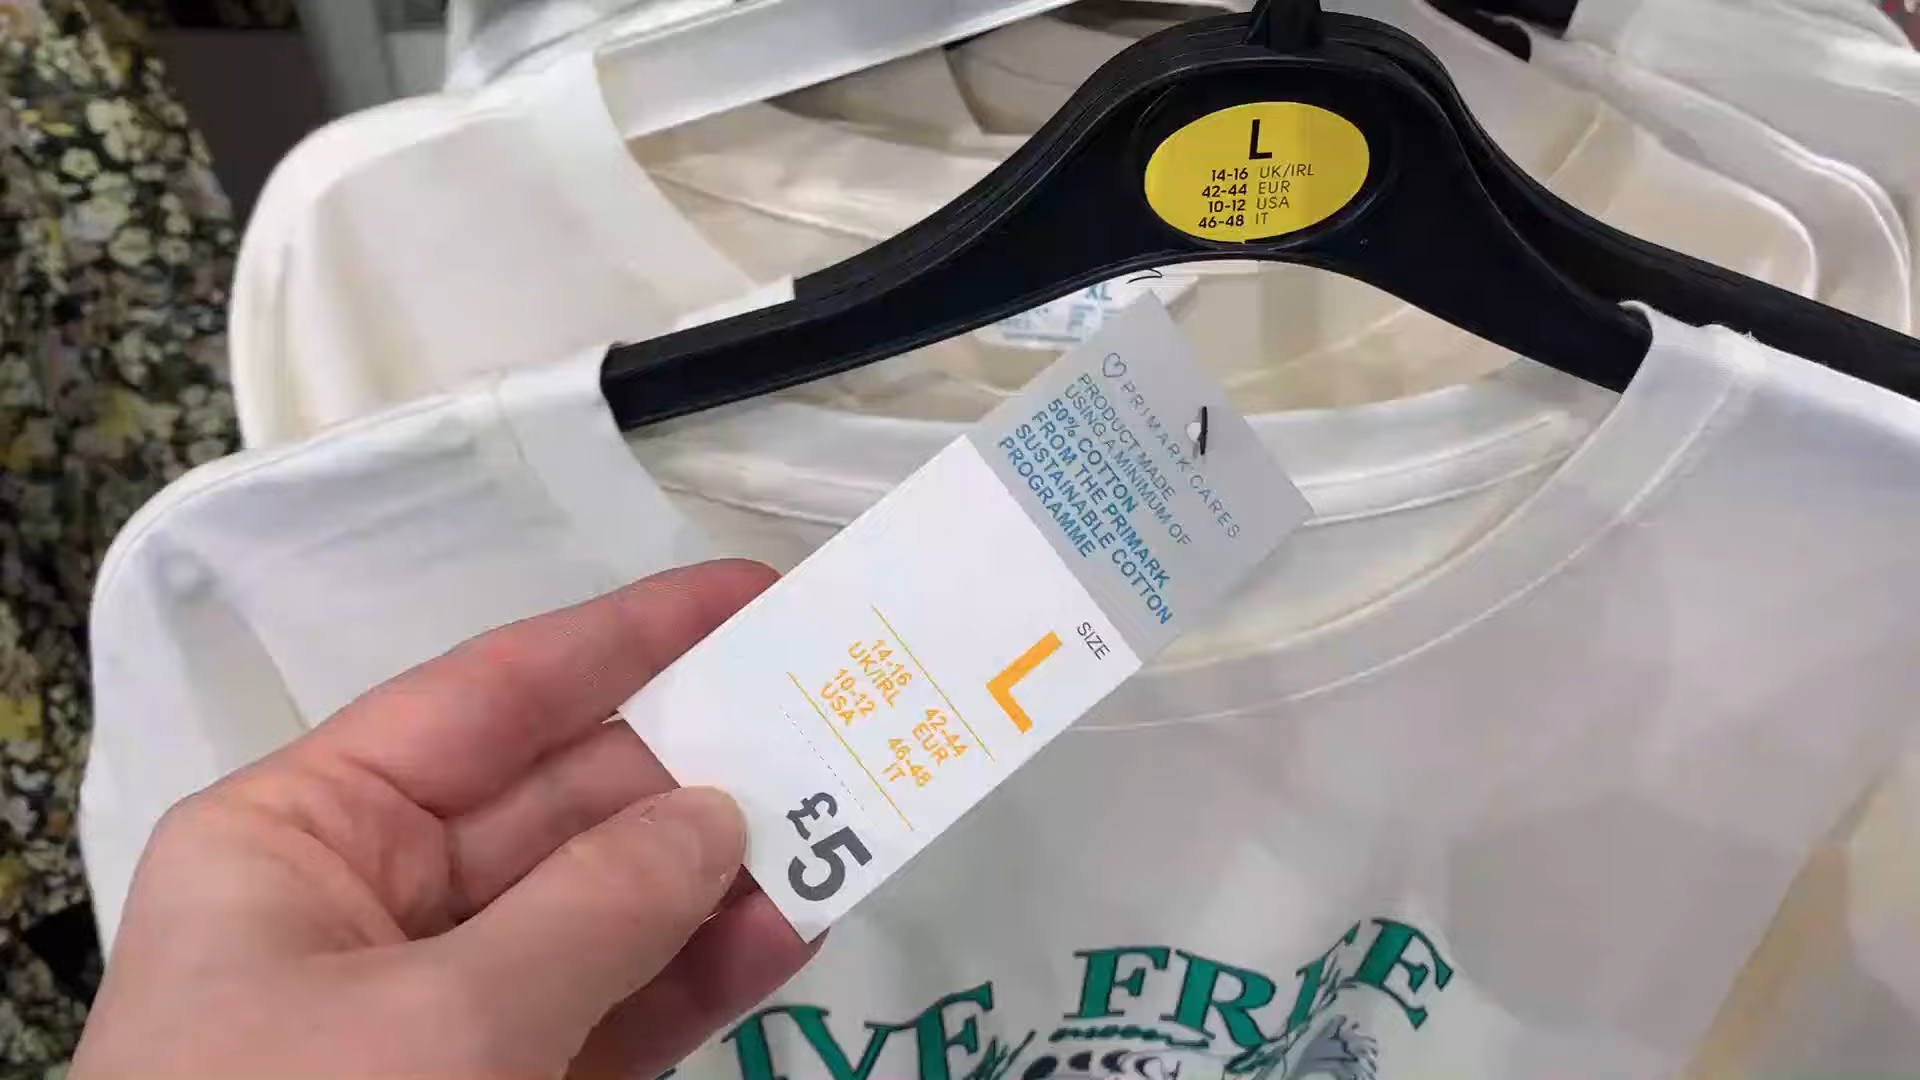 L
14-16 UK/IRL
42-44 EUR
10-12 USA
46-48 IT
XL
PRIMARK CARES
PRODUCT MADE
USING A MINIMUM OF
50% COTTON
FROM THE PRIMARK
SUSTAINABLE COTTON
PROGRAMME
SIZE
L
14-16 42-44
UK/IRL EUR
10-12 46-48
USA IT
£5
FREE